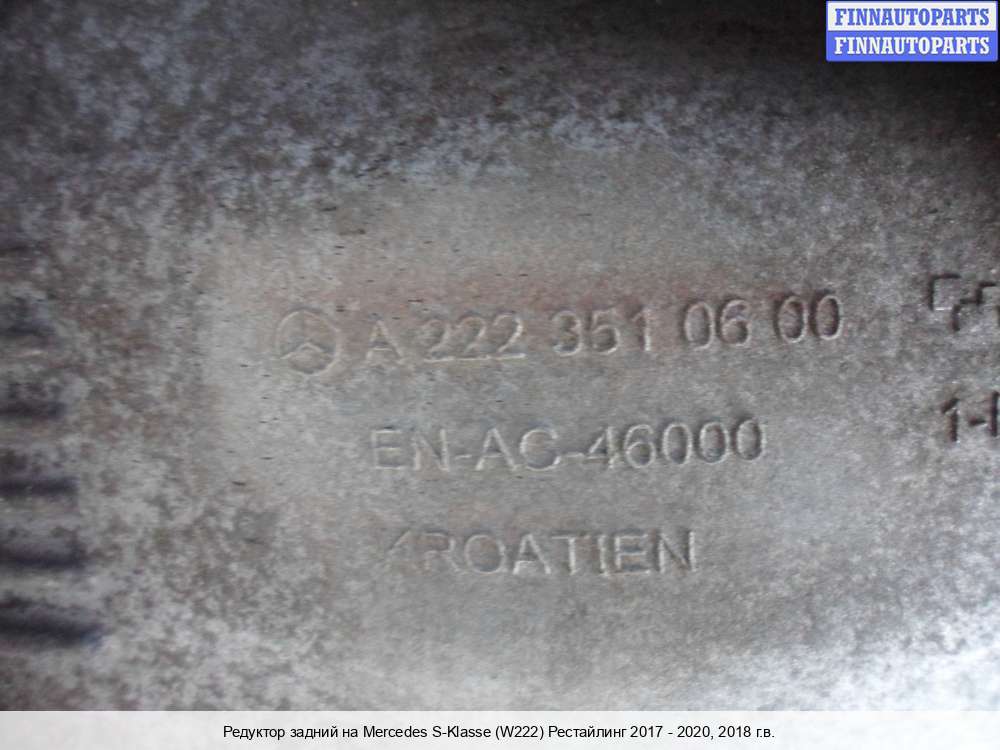 FINNAUTOPARTS
FINNAUTOPARTS
A 222 351 06 00
EN-AC-46000
KROATIEN
Редуктор задний на Mercedes S-Klasse (W222) Рестайлинг 2017 - 2020, 2018 г.в.